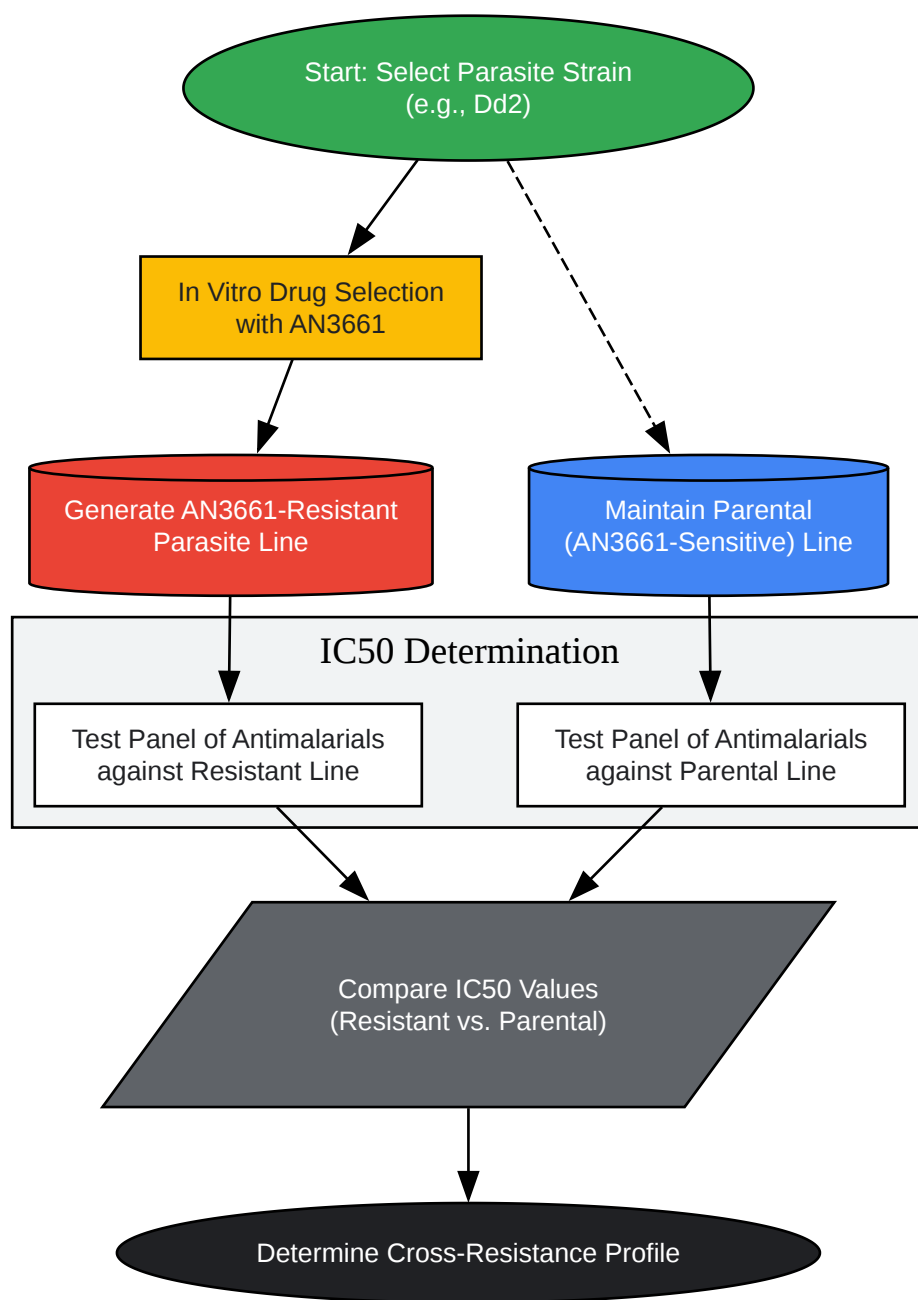 Start: Select Parasite Strain
(e.g., Dd2)
In Vitro Drug Selection
with AN3661
Generate AN3661-Resistant
Parasite Line
Maintain Parental
(AN3661-Sensitive) Line
IC50 Determination
Test Panel of Antimalarials
against Resistant Line
Test Panel of Antimalarials
against Parental Line
Compare IC50 Values
(Resistant vs. Parental)
Determine Cross-Resistance Profile